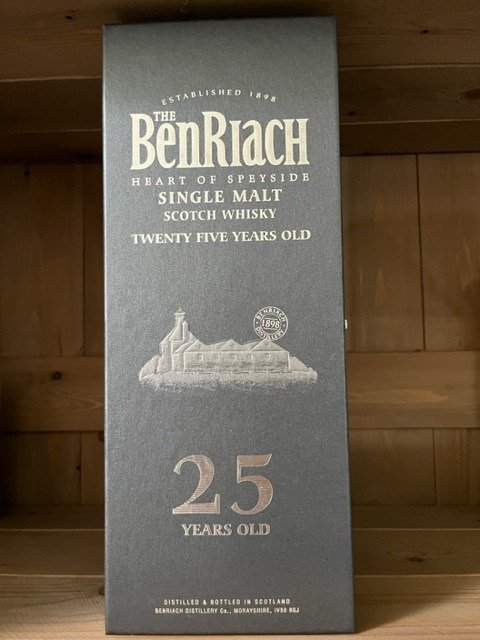 ESTABLISHED 1898
THE
BENRIACH
HEART OF SPEYSIDE
SINGLE MALT
SCOTCH WHISKY
TWENTY FIVE YEARS OLD
BENRIACH
1898
DISTILLERY
25
YEARS OLD
DISTILLED & BOTTLED IN SCOTLAND
BENRIACH DISTILLERY Co., MORAYSHIRE, IV30 8SJ